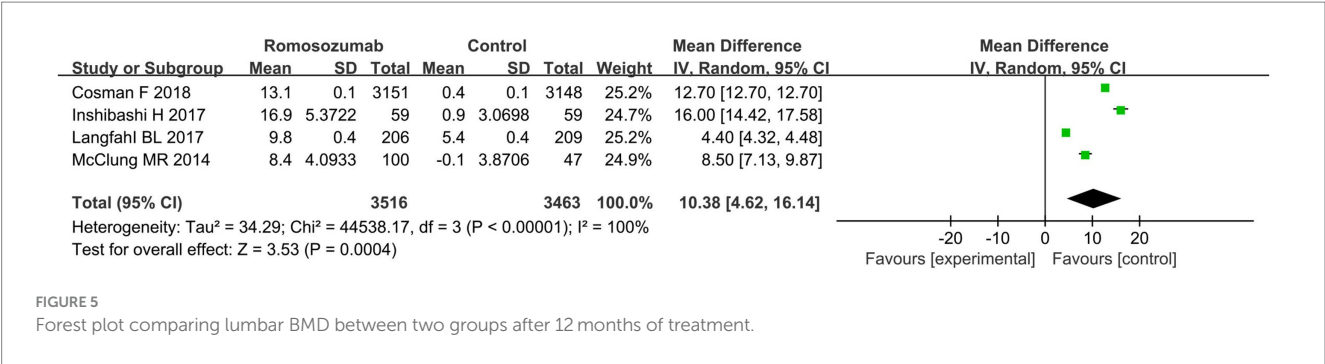 Romosozumab Control Mean Difference Mean Difference
Study or Subgroup Mean SD Total Mean SD Total Weight IV, Random, 95% CI IV, Random, 95% CI
Cosman F 2018 13.1 0.1 3151 0.4 0.1 3148 25.2% 12.70 [12.70, 12.70]
Inshibashi H 2017 16.9 5.3722 59 0.9 3.0698 59 24.7% 16.00 [14.42, 17.58]
Langfahl BL 2017 9.8 0.4 206 5.4 0.4 209 25.2% 4.40 [4.32, 4.48]
McClung MR 2014 8.4 4.0933 100 -0.1 3.8706 47 24.9% 8.50 [7.13, 9.87]
Total (95% CI) 3516 3463 100.0% 10.38 [4.62, 16.14]
Heterogeneity: Tau² = 34.29; Chi² = 44538.17, df = 3 (P < 0.00001); I² = 100%
Test for overall effect: Z = 3.53 (P = 0.0004)
-20 -10 0 10 20
Favours [experimental] Favours [control]
FIGURE 5
Forest plot comparing lumbar BMD between two groups after 12 months of treatment.